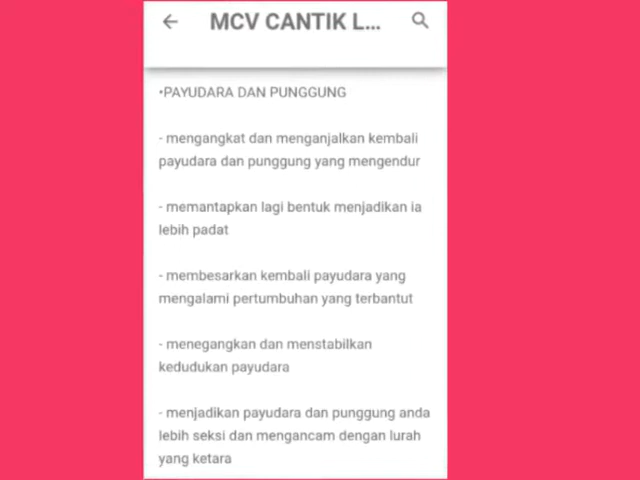 MCV CANTIK L...
•PAYUDARA DAN PUNGGUNG
- mengangkat dan menganjalkan kembali
payudara dan punggung yang mengendur
- memantapkan lagi bentuk menjadikan ia
lebih padat
- membesarkan kembali payudara yang
mengalami pertumbuhan yang terbantut
- menegangkan dan menstabilkan
kedudukan payudara
- menjadikan payudara dan punggung anda
lebih seksi dan mengancam dengan lurah
yang ketara